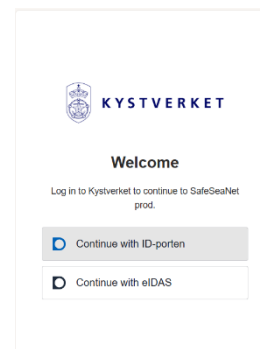 KYSTVERKET
Welcome
Log in to Kystverket to continue to SafeSeaNet
prod.
Continue with ID-porten
Continue with eIDAS